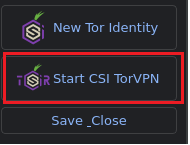 New Tor Identity
Start CSI TorVPN
Save _Close